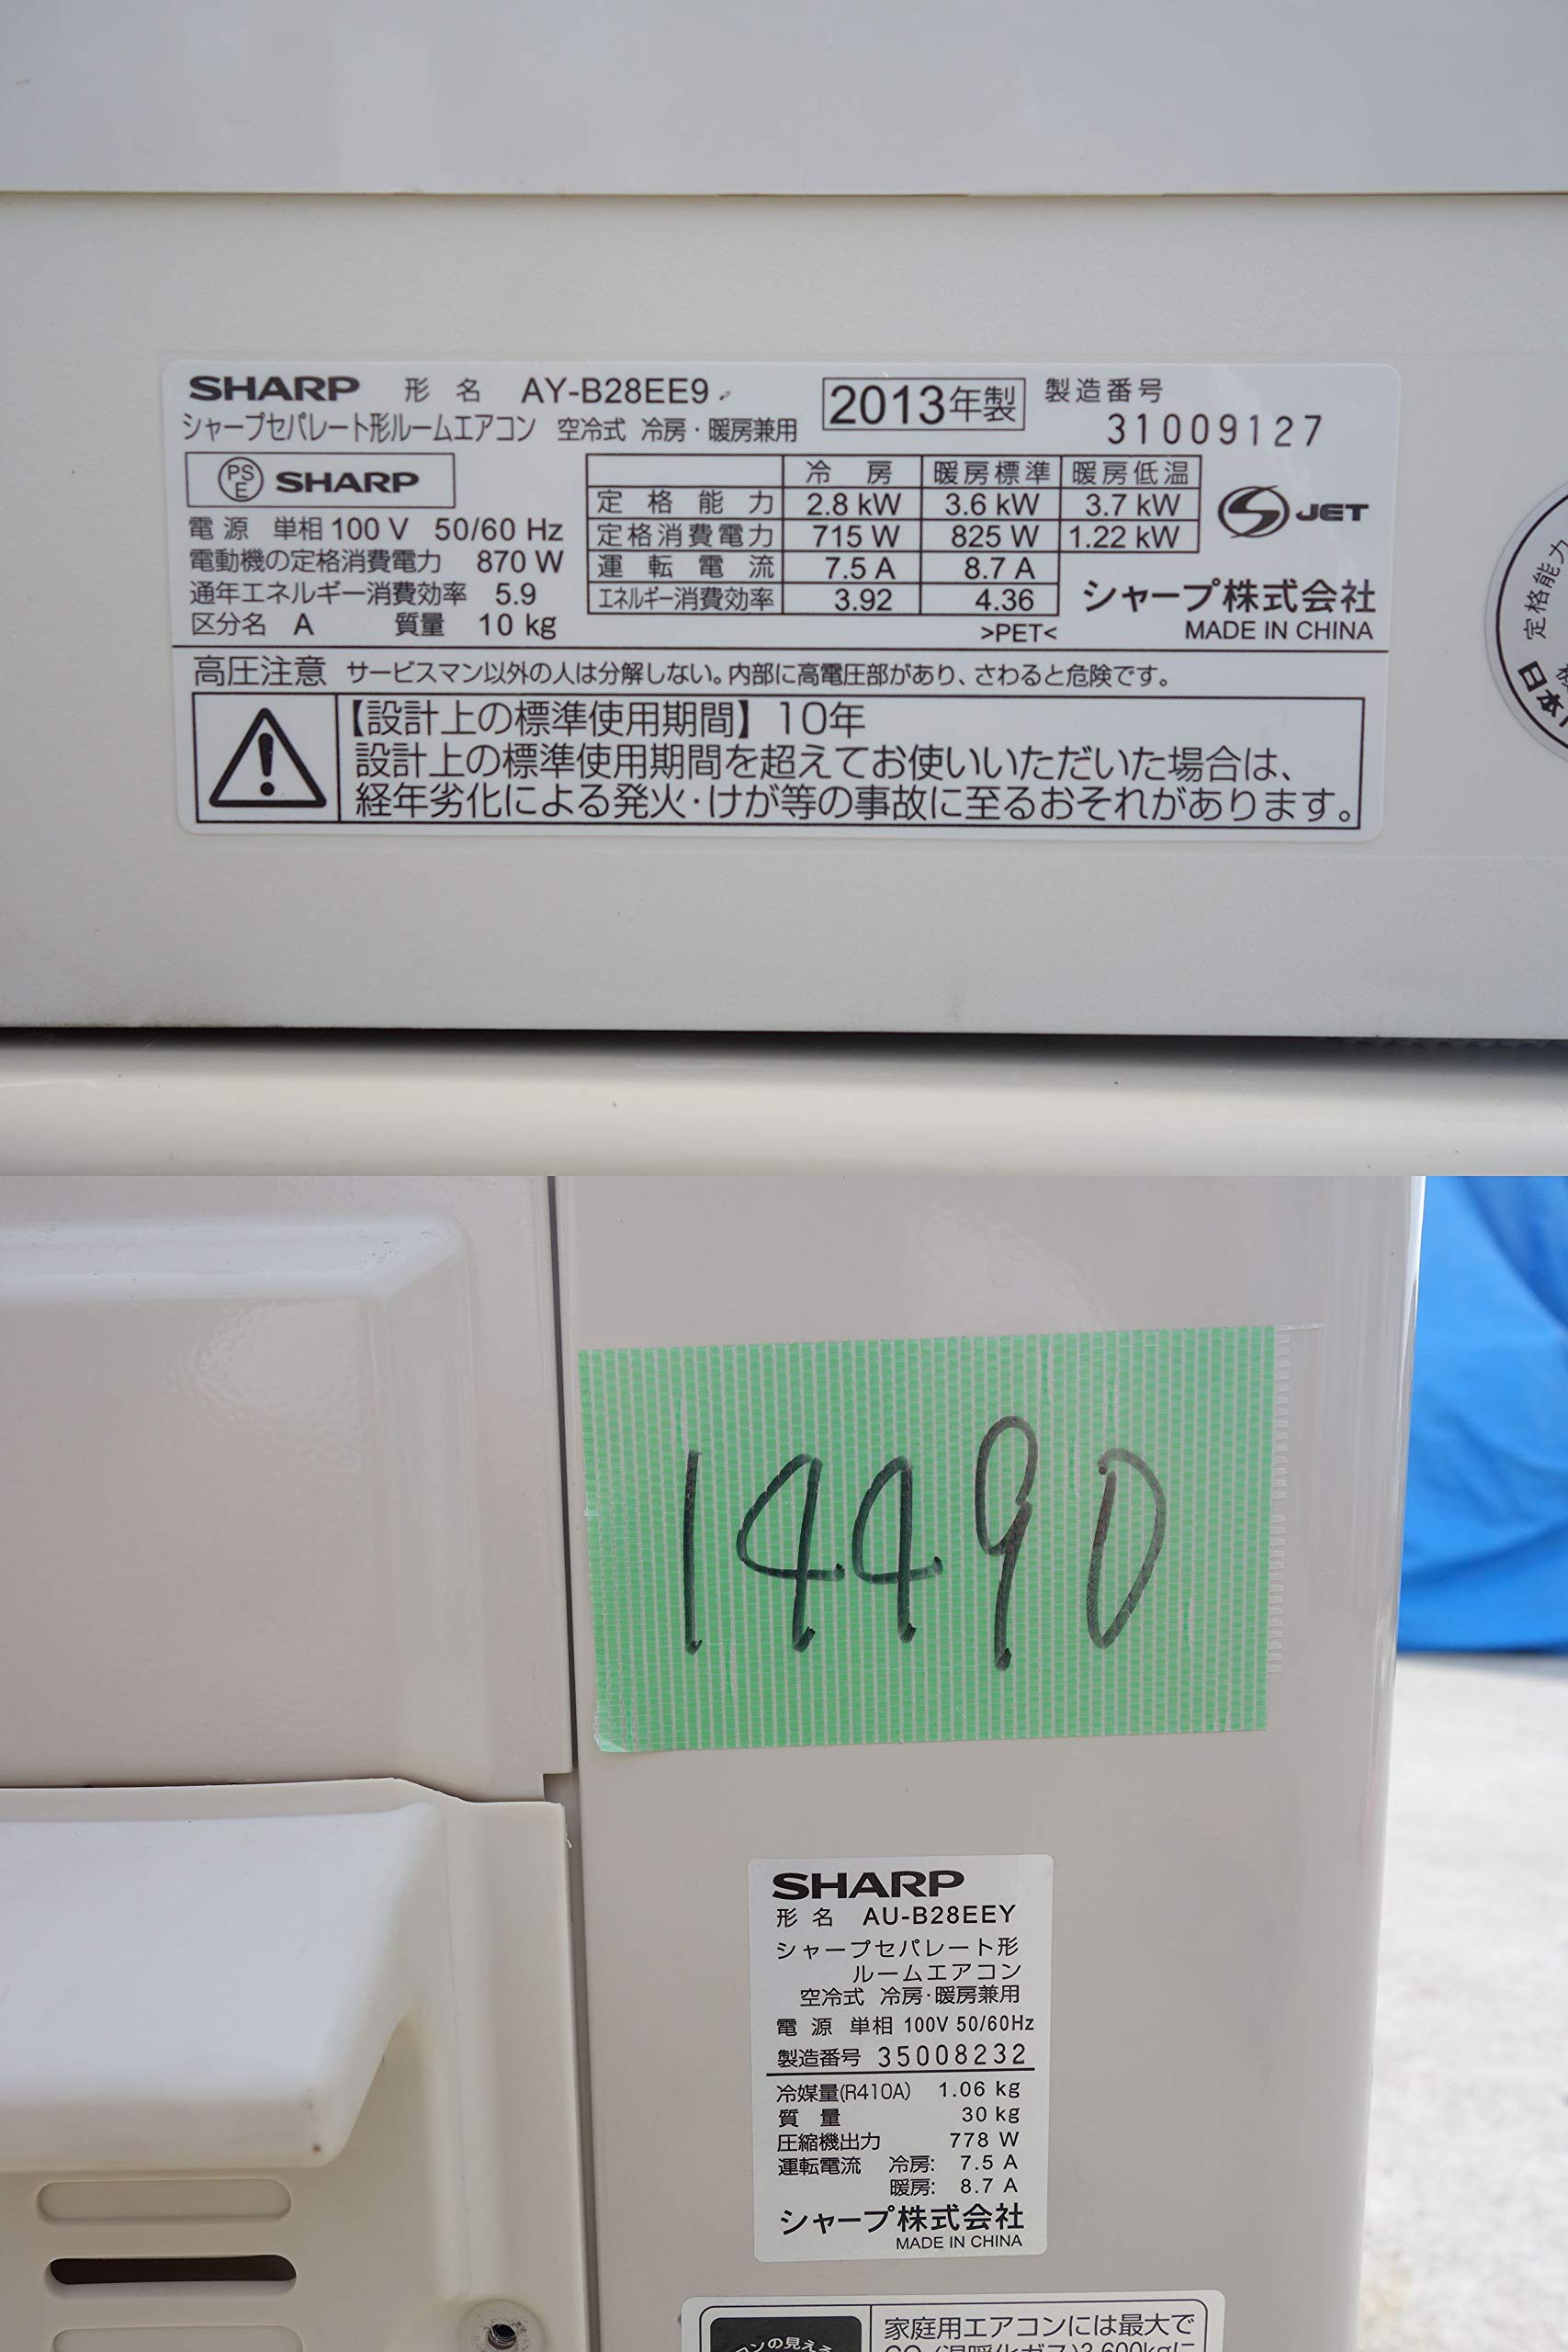 SHARP 形名 AY-B28EE9
2013年製 製造番号
31009127
シャープセパレート形ルームエアコン 空冷式 冷房・暖房兼用
PSE SHARP
電源 単相100 V 50/60 Hz
電動機の定格消費電力 870 W
通年エネルギー消費効率 5.9
区分名 A 質量 10 kg
冷房 暖房標準 暖房低温
定格能力 2.8 kW 3.6 kW 3.7 kW
定格消費電力 715 W 825 W 1.22 kW
運転電流 7.5 A 8.7 A
エネルギー消費効率 3.92 4.36
>PET<
JET
シャープ株式会社
MADE IN CHINA
高圧注意 サービスマン以外の人は分解しない。内部に高電圧部があり、さわると危険です。
【設計上の標準使用期間】10年
設計上の標準使用期間を超えてお使いいただいた場合は、
経年劣化による発火・けが等の事故に至るおそれがあります。
定格能力
日本
14490
SHARP
形名 AU-B28EEY
シャープセパレート形
ルームエアコン
空冷式 冷房・暖房兼用
電源 単相 100V 50/60Hz
製造番号 35008232
冷媒量(R410A) 1.06 kg
質量 30 kg
圧縮機出力 778 W
運転電流 冷房: 7.5 A
暖房: 8.7 A
シャープ株式会社
MADE IN CHINA
ンの見え
家庭用エアコンには最大で